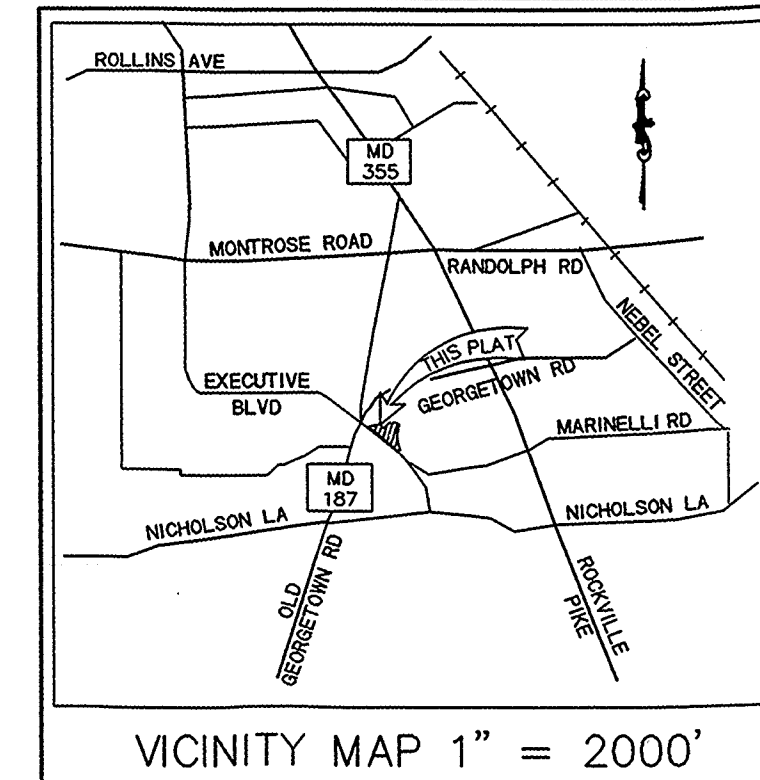 ROLLINS AVE
MD
355
MONTROSE ROAD
RANDOLPH RD
NEBEL STREET
THIS PLAT
GEORGETOWN RD
EXECUTIVE
BLVD
MARINELLI RD
MD
187
NICHOLSON LA
NICHOLSON LA
OLD
GEORGETOWN RD
ROCKVILLE
PIKE
VICINITY MAP 1" = 2000'